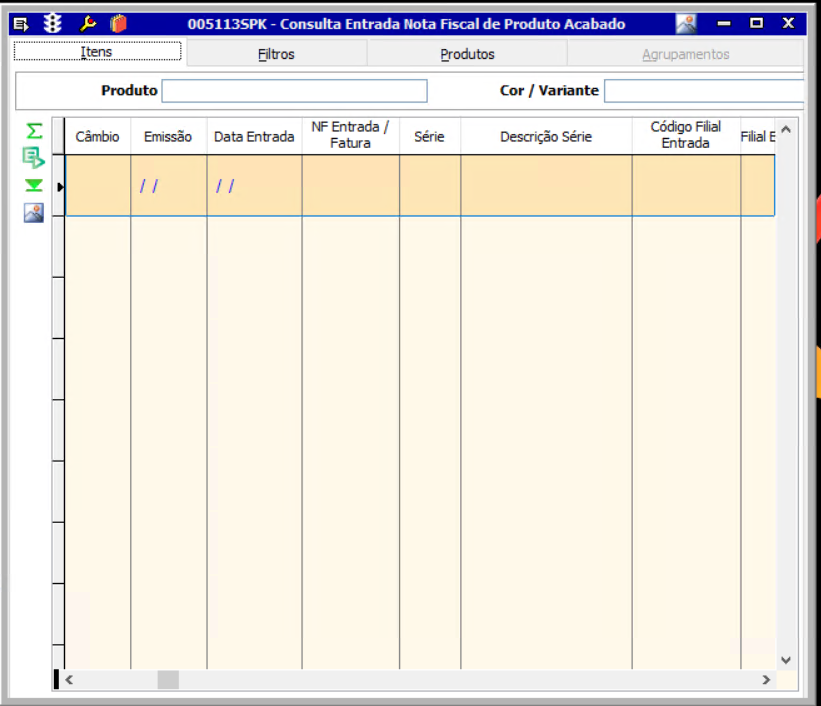 005113SPK - Consulta Entrada Nota Fiscal de Produto Acabado
Itens
Filtros
Produtos
Agrupamentos
Produto
Cor / Variante
Câmbio
Emissão
Data Entrada
NF Entrada /
Fatura
Série
Descrição Série
Código Filial
Entrada
Filial E
/ /
/ /